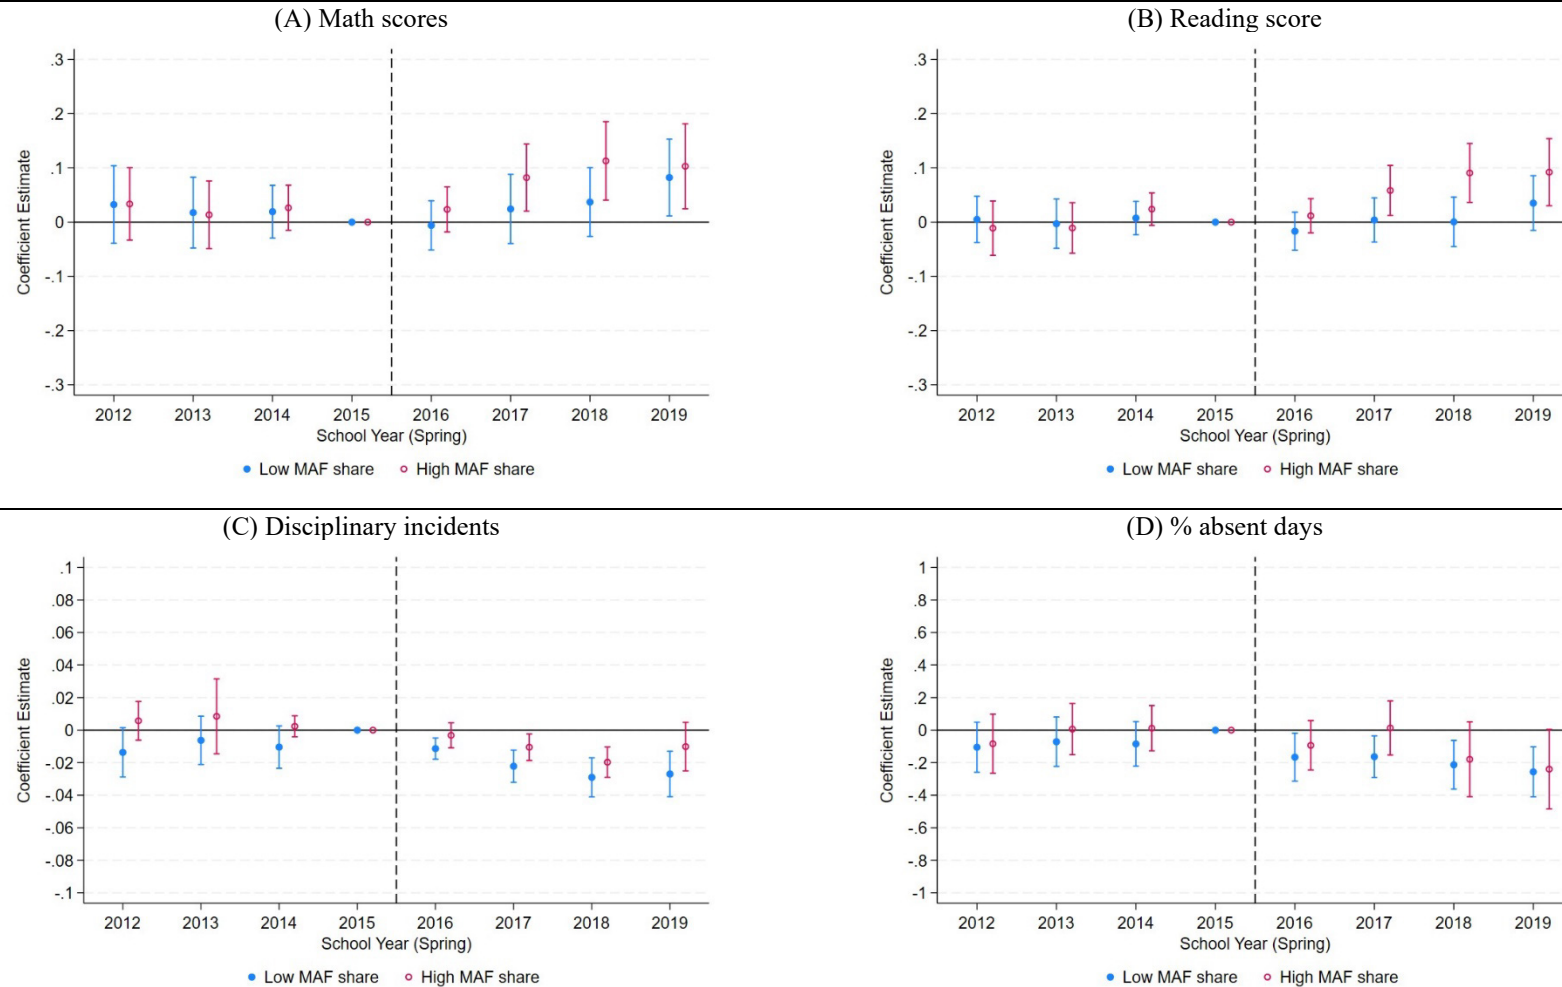 (A) Math scores
.3
.2
.1
0
-.1
-.2
-.3
Coefficient Estimate
2012 2013 2014 2015 2016 2017 2018 2019
School Year (Spring)
Low MAF share High MAF share
(B) Reading score
.3
.2
.1
0
-.1
-.2
-.3
Coefficient Estimate
2012 2013 2014 2015 2016 2017 2018 2019
School Year (Spring)
Low MAF share High MAF share
(C) Disciplinary incidents
.1
.08
.06
.04
.02
0
-.02
-.04
-.06
-.08
-.1
Coefficient Estimate
2012 2013 2014 2015 2016 2017 2018 2019
School Year (Spring)
Low MAF share High MAF share
(D) % absent days
1
.8
.6
.4
.2
0
-.2
-.4
-.6
-.8
-1
Coefficient Estimate
2012 2013 2014 2015 2016 2017 2018 2019
School Year (Spring)
Low MAF share High MAF share